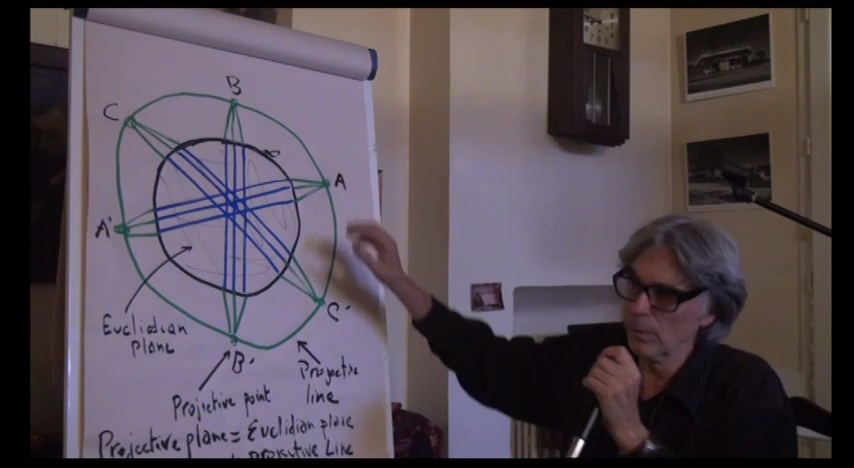 B
C
A
A'
C'
Euclidian
plane
B'
Projective
line
Projective point
Projective plane = Euclidian plane
Projective Line